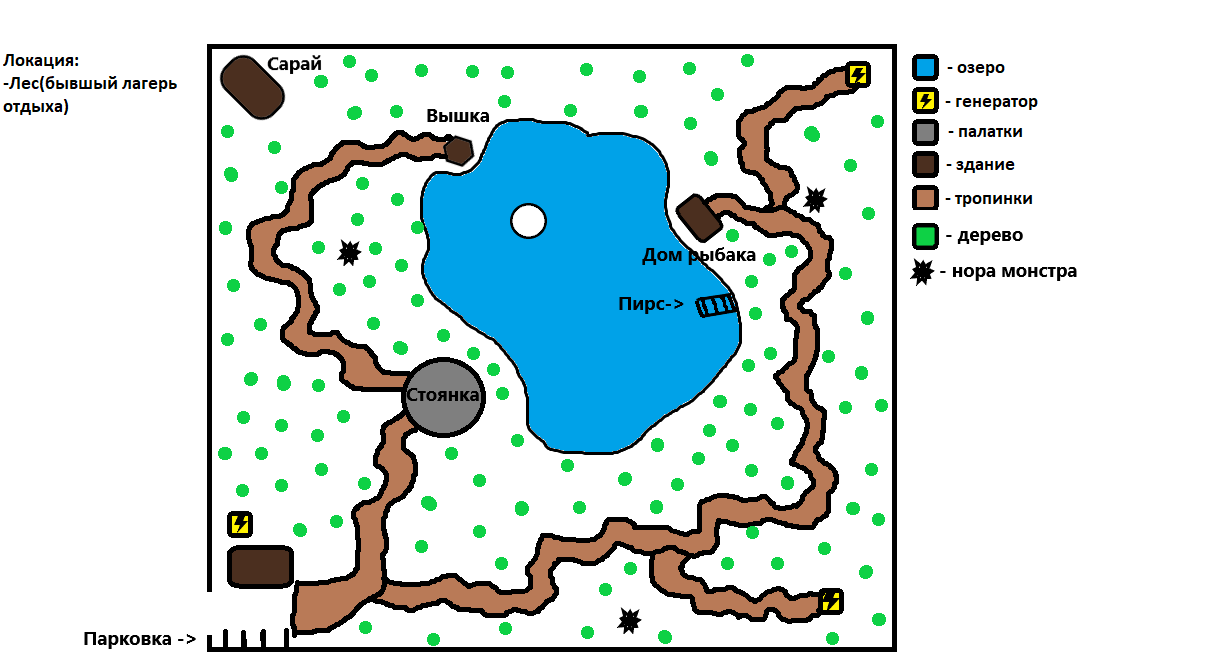 Локация:
-Лес(бывшый лагерь
отдыха)
Сарай
Вышка
Дом рыбака
Пирс->
Стоянка
Парковка ->
- озеро
- генератор
- палатки
- здание
- тропинки
- дерево
- нора монстра